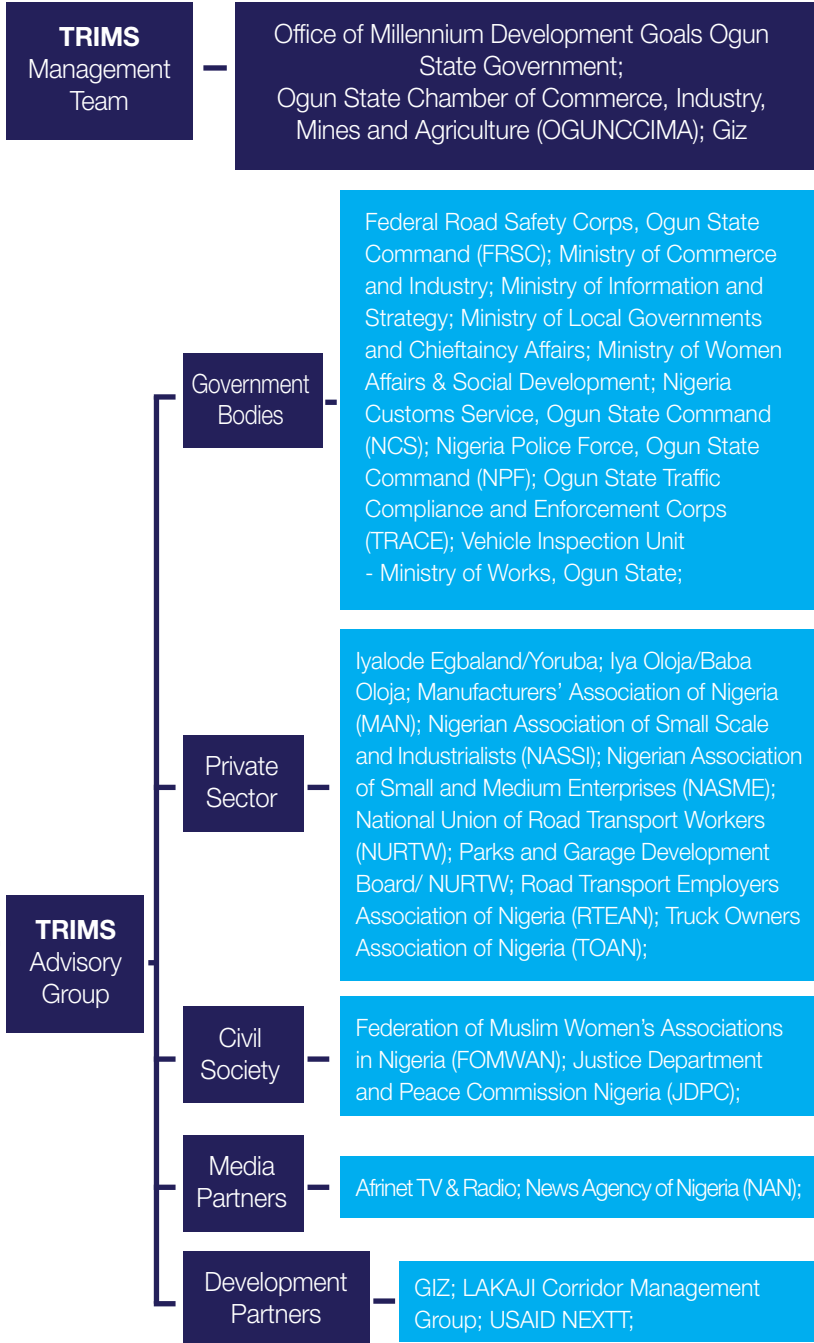 TRIMS
Management
Team
Office of Millennium Development Goals Ogun
State Government;
Ogun State Chamber of Commerce, Industry,
Mines and Agriculture (OGUNCCIMA); Giz
TRIMS
Advisory
Group
Government
Bodies
Federal Road Safety Corps, Ogun State
Command (FRSC); Ministry of Commerce
and Industry; Ministry of Information and
Strategy; Ministry of Local Governments
and Chieftaincy Affairs; Ministry of Women
Affairs & Social Development; Nigeria
Customs Service, Ogun State Command
(NCS); Nigeria Police Force, Ogun State
Command (NPF); Ogun State Traffic
Compliance and Enforcement Corps
(TRACE); Vehicle Inspection Unit
- Ministry of Works, Ogun State;
Private
Sector
Iyalode Egbaland/Yoruba; Iya Oloja/Baba
Oloja; Manufacturers’ Association of Nigeria
(MAN); Nigerian Association of Small Scale
and Industrialists (NASSI); Nigerian Association
of Small and Medium Enterprises (NASME);
National Union of Road Transport Workers
(NURTW); Parks and Garage Development
Board/ NURTW; Road Transport Employers
Association of Nigeria (RTEAN); Truck Owners
Association of Nigeria (TOAN);
Civil
Society
Federation of Muslim Women’s Associations
in Nigeria (FOMWAN); Justice Department
and Peace Commission Nigeria (JDPC);
Media
Partners
Afrinet TV & Radio; News Agency of Nigeria (NAN);
Development
Partners
GIZ; LAKAJI Corridor Management
Group; USAID NEXTT;